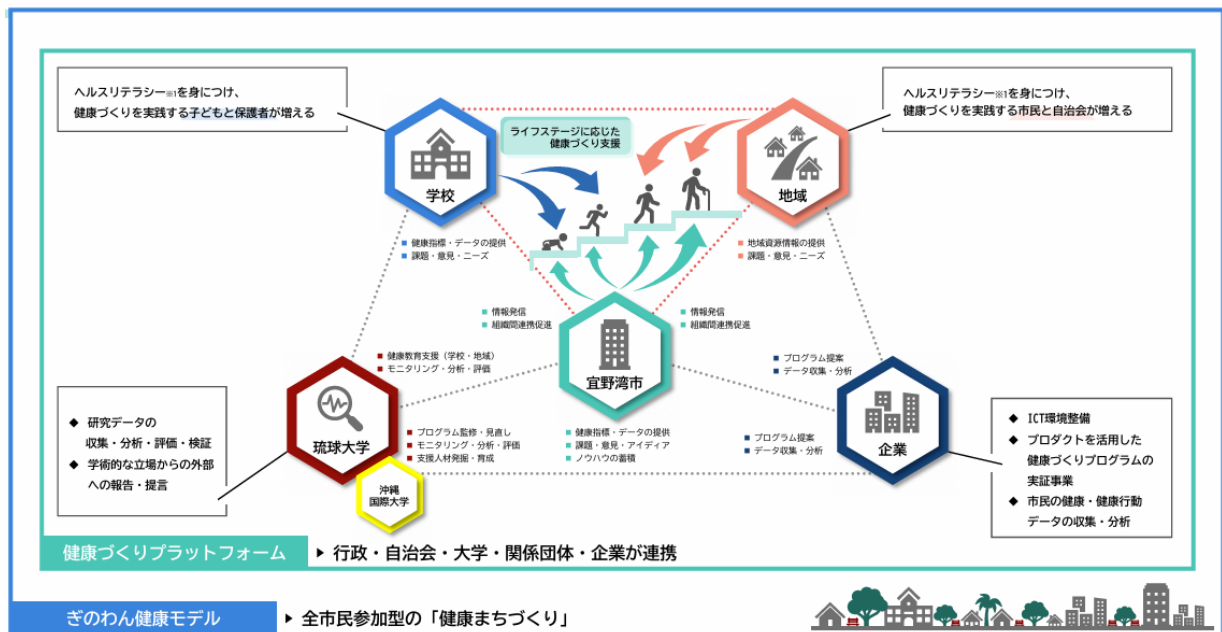 ヘルスリテラシー※1を身につけ、
健康づくりを実践する子どもと保護者が増える
ヘルスリテラシー※1を身につけ、
健康づくりを実践する市民と自治会が増える
ライフステージに応じた
健康づくり支援
学校
地域
■ 健康指標・データの提供
■ 課題・意見・ニーズ
■ 地域資源情報の提供
■ 課題・意見・ニーズ
■ 情報発信
■ 組織間連携促進
■ 情報発信
■ 組織間連携促進
宜野湾市
■ 健康教育支援（学校・地域）
■ モニタリング・分析・評価
■ プログラム提案
■ データ収集・分析
◆ 研究データの
収集・分析・評価・検証
◆ 学術的な立場からの外部
への報告・提言
琉球大学
沖縄
国際大学
■ プログラム監修・見直し
■ モニタリング・分析・評価
■ 支援人材発掘・育成
■ 健康指標・データの提供
■ 課題・意見・アイディア
■ ノウハウの蓄積
■ プログラム提案
■ データ収集・分析
企業
◆ ICT環境整備
◆ プロダクトを活用した
健康づくりプログラムの
実証事業
◆ 市民の健康・健康行動
データの収集・分析
健康づくりプラットフォーム
▶ 行政・自治会・大学・関係団体・企業が連携
ぎのわん健康モデル
▶ 全市民参加型の「健康まちづくり」